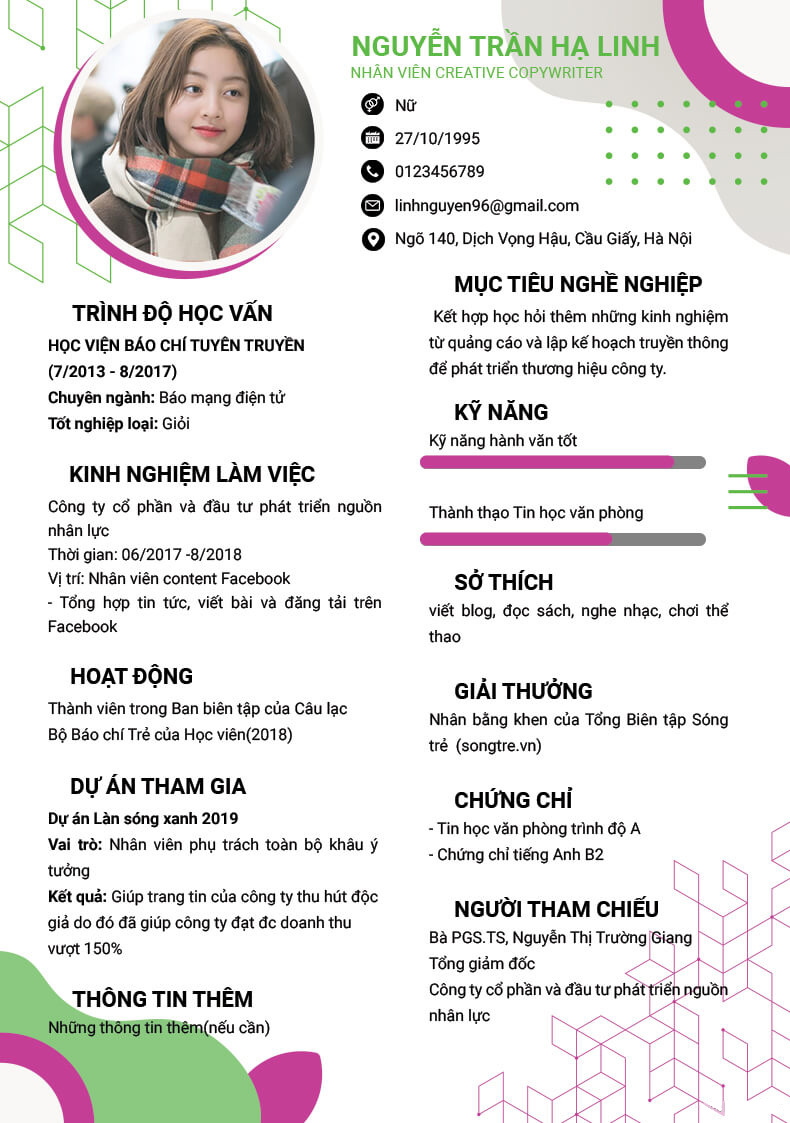 NGUYỄN TRẦN HẠ LINH
NHÂN VIÊN CREATIVE COPYWRITER
Nữ
27/10/1995
0123456789
linhnguyen96@gmail.com
Ngõ 140, Dịch Vọng Hậu, Cầu Giấy, Hà Nội
TRÌNH ĐỘ HỌC VẤN
HỌC VIỆN BÁO CHÍ TUYÊN TRUYỀN
(7/2013 - 8/2017)
Chuyên ngành: Báo mạng điện tử
Tốt nghiệp loại: Giỏi
KINH NGHIỆM LÀM VIỆC
Công ty cổ phần và đầu tư phát triển nguồn
nhân lực
Thời gian: 06/2017 -8/2018
Vị trí: Nhân viên content Facebook
- Tổng hợp tin tức, viết bài và đăng tải trên
Facebook
HOẠT ĐỘNG
Thành viên trong Ban biên tập của Câu lạc
Bộ Báo chí Trẻ của Học viên(2018)
DỰ ÁN THAM GIA
Dự án Làn sóng xanh 2019
Vai trò: Nhân viên phụ trách toàn bộ khâu ý
tưởng
Kết quả: Giúp trang tin của công ty thu hút độc
giả do đó đã giúp công ty đạt đc doanh thu
vượt 150%
THÔNG TIN THÊM
Những thông tin thêm(nếu cần)
MỤC TIÊU NGHỀ NGHIỆP
Kết hợp học hỏi thêm những kinh nghiệm
từ quảng cáo và lập kế hoạch truyền thông
để phát triển thương hiệu công ty.
KỸ NĂNG
Kỹ năng hành văn tốt
Thành thạo Tin học văn phòng
SỞ THÍCH
viết blog, đọc sách, nghe nhạc, chơi thể
thao
GIẢI THƯỞNG
Nhân bằng khen của Tổng Biên tập Sóng
trẻ (songtre.vn)
CHỨNG CHỈ
- Tin học văn phòng trình độ A
- Chứng chỉ tiếng Anh B2
NGƯỜI THAM CHIẾU
Bà PGS.TS, Nguyễn Thị Trường Giang
Tổng giảm đốc
Công ty cổ phần và đầu tư phát triển nguồn
nhân lực